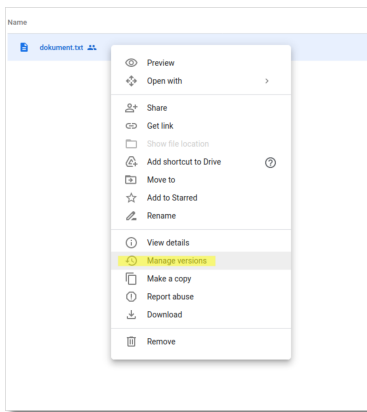 Name
dokument.txt
Preview
Open with
Share
Get link
Show file location
Add shortcut to Drive
Move to
Add to Starred
Rename
View details
Manage versions
Make a copy
Report abuse
Download
Remove